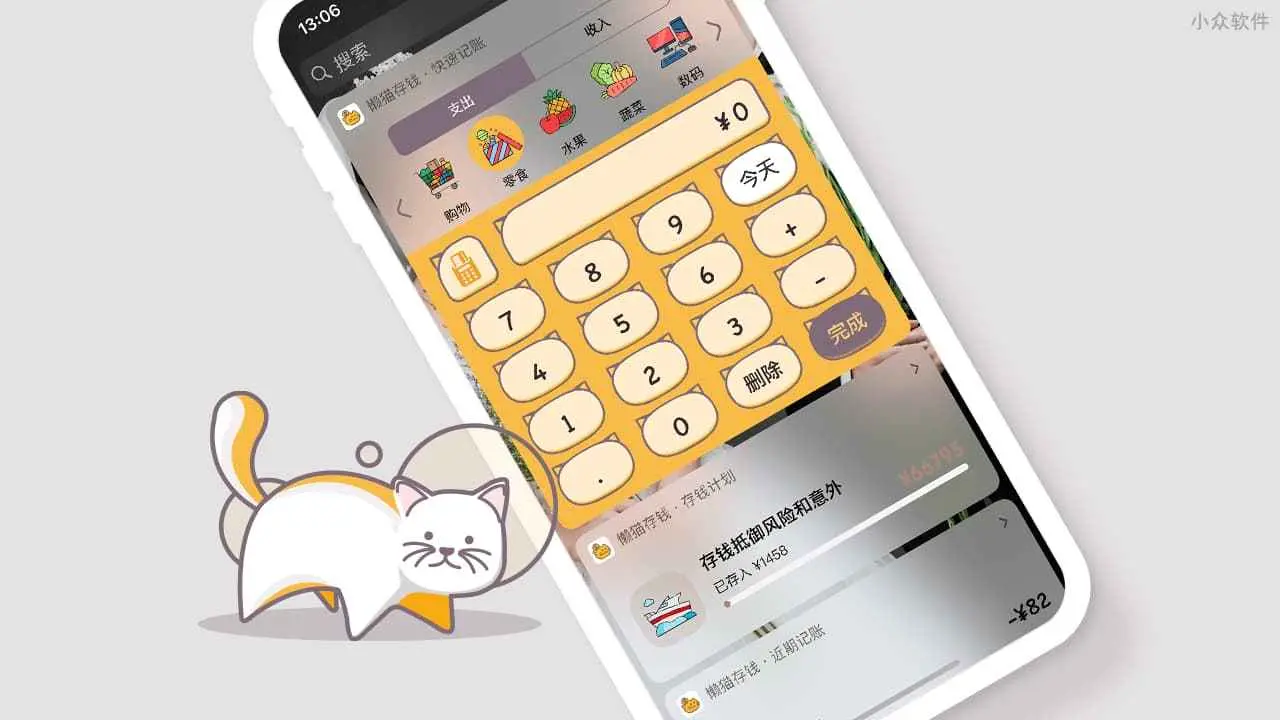 小众软件
13:06
搜索
懒猫存钱 · 快速记账
支出
收入
购物
零食
水果
蔬菜
数码
¥0
7
8
9
今天
4
5
6
+
1
2
3
-
.
0
删除
完成
懒猫存钱 · 存钱计划
存钱抵御风险和意外
¥66793
已存入 ¥1458
懒猫存钱 · 近期记账
-¥82